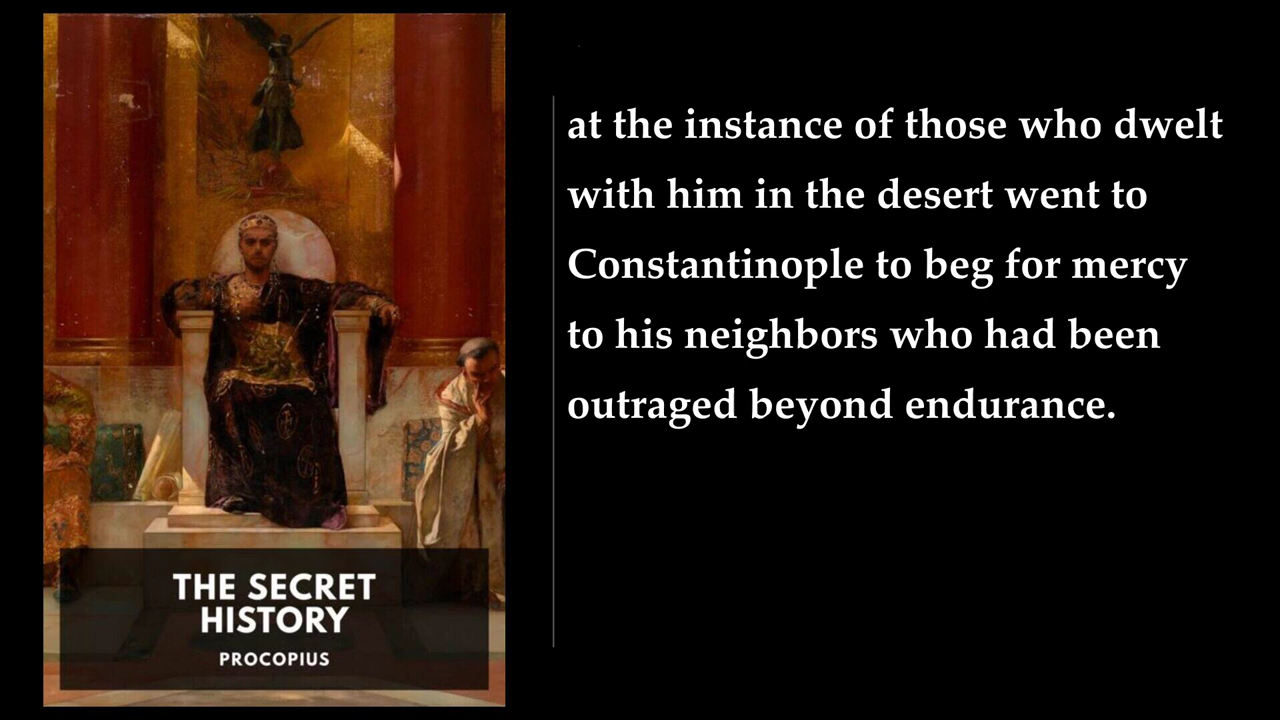 THE SECRET
HISTORY
PROCOPIUS
at the instance of those who dwelt
with him in the desert went to
Constantinople to beg for mercy
to his neighbors who had been
outraged beyond endurance.